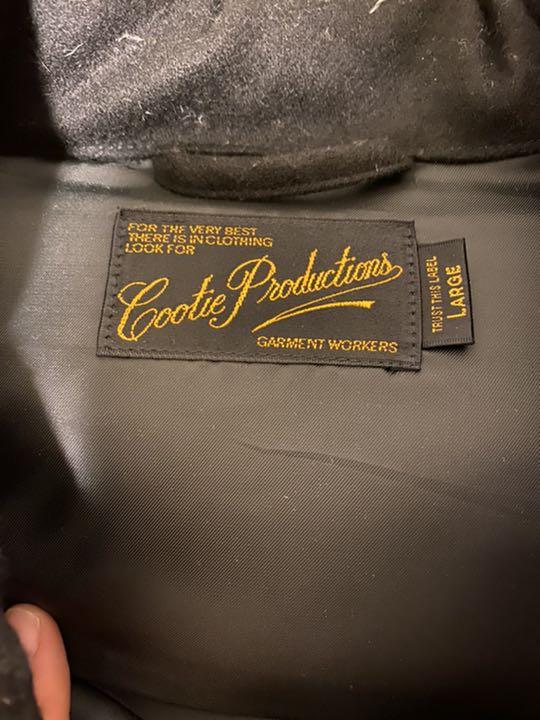 FOR THE VERY BEST
THERE IS IN CLOTHING
LOOK FOR
Cootie Productions
GARMENT WORKERS
TRUST THIS LABEL
LARGE